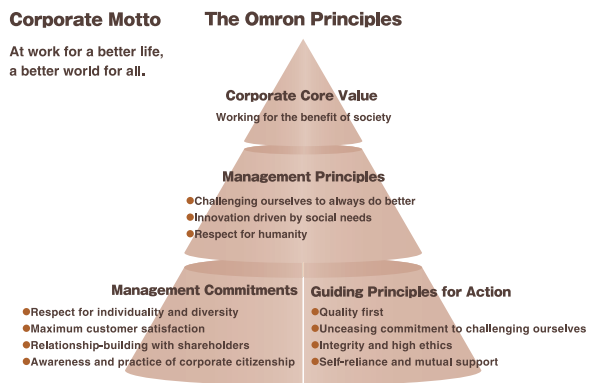 Corporate Motto
At work for a better life,
a better world for all.
The Omron Principles
Corporate Core Value
Working for the benefit of society
Management Principles
●Challenging ourselves to always do better
●Innovation driven by social needs
●Respect for humanity
Management Commitments
●Respect for individuality and diversity
●Maximum customer satisfaction
●Relationship-building with shareholders
●Awareness and practice of corporate citizenship
Guiding Principles for Action
●Quality first
●Unceasing commitment to challenging ourselves
●Integrity and high ethics
●Self-reliance and mutual support